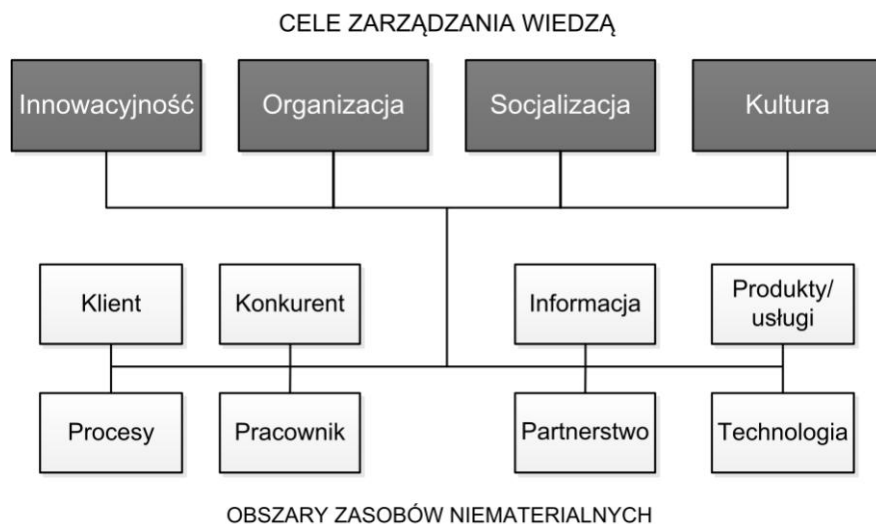 CELE ZARZĄDZANIA WIEDZĄ
Innowacyjność
Organizacja
Socjalizacja
Kultura
Klient
Konkurent
Informacja
Produkty/
usługi
Procesy
Pracownik
Partnerstwo
Technologia
OBSZARY ZASOBÓW NIEMATERIALNYCH